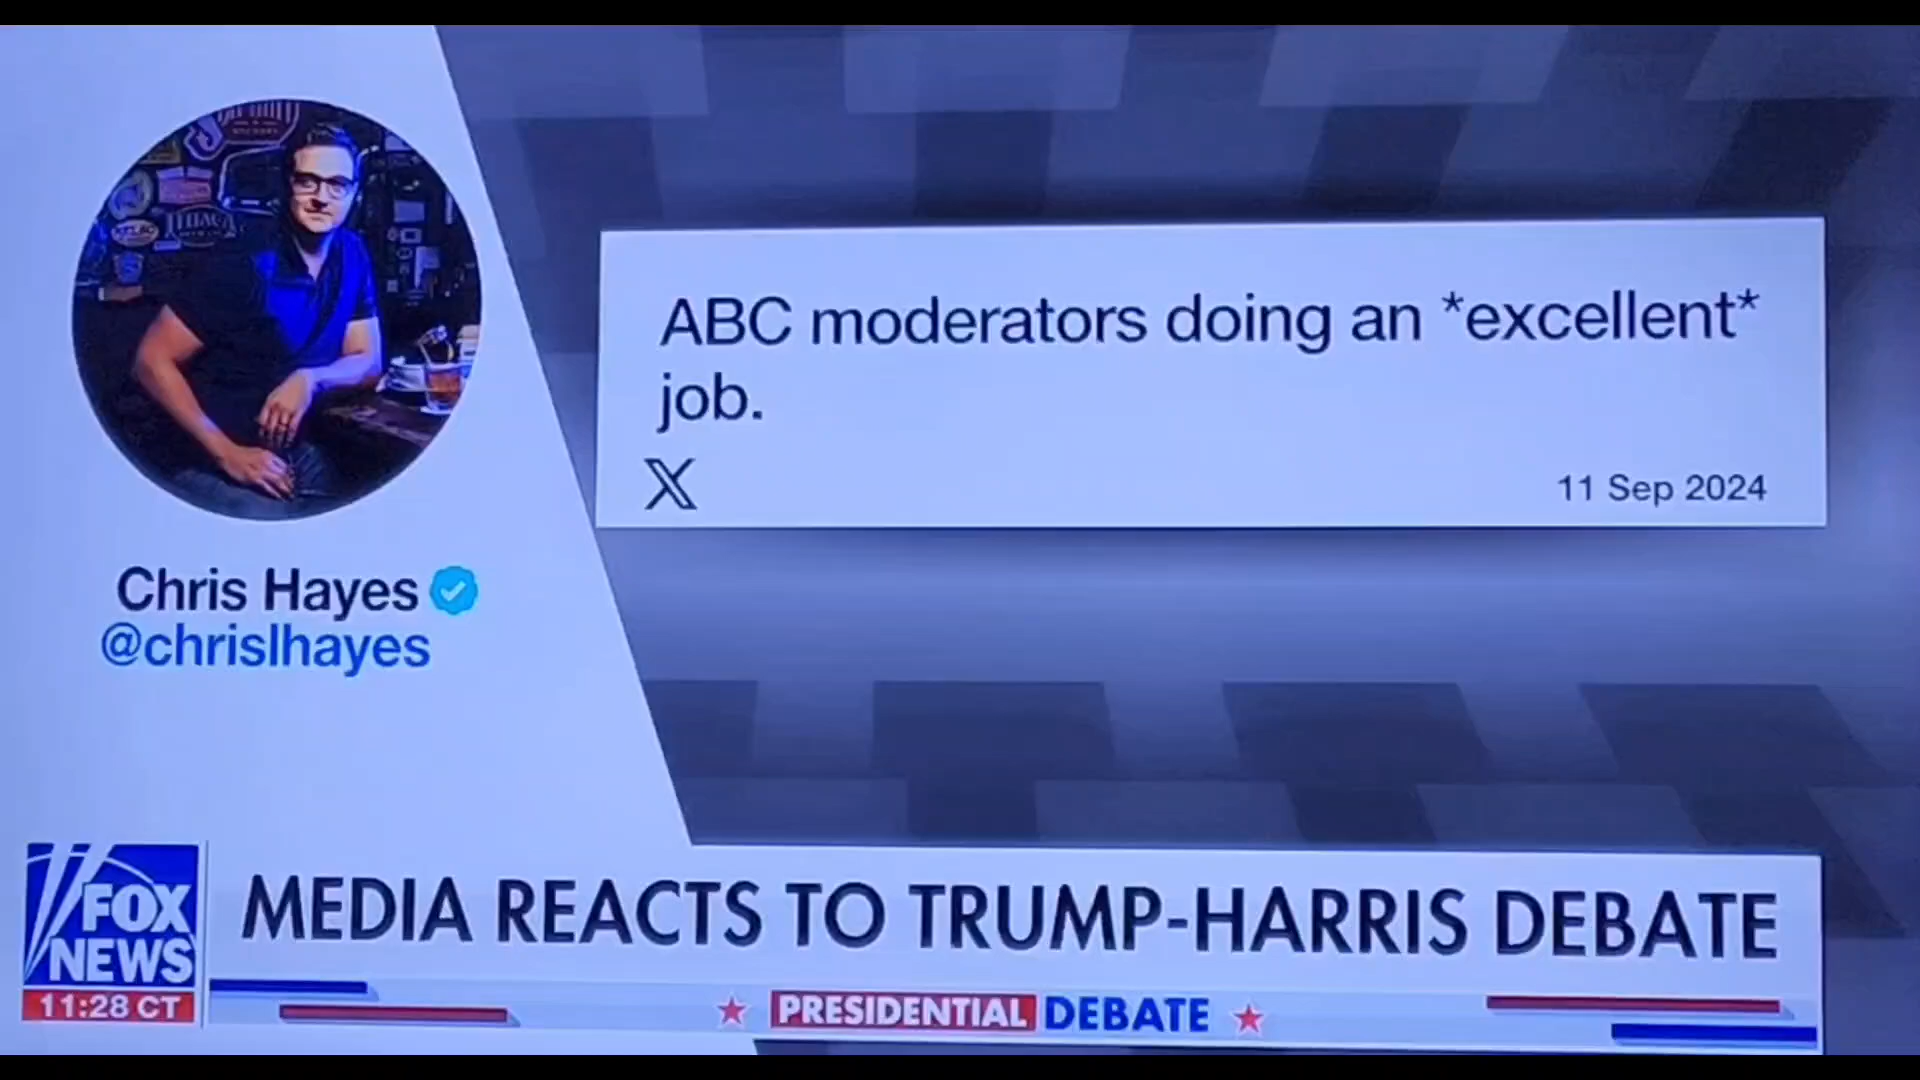 ITHACA
ABC moderators doing an *excellent*
job.
X
11 Sep 2024
Chris Hayes
@chrislhayes
FOX
NEWS
11:28 CT
MEDIA REACTS TO TRUMP-HARRIS DEBATE
PRESIDENTIAL DEBATE